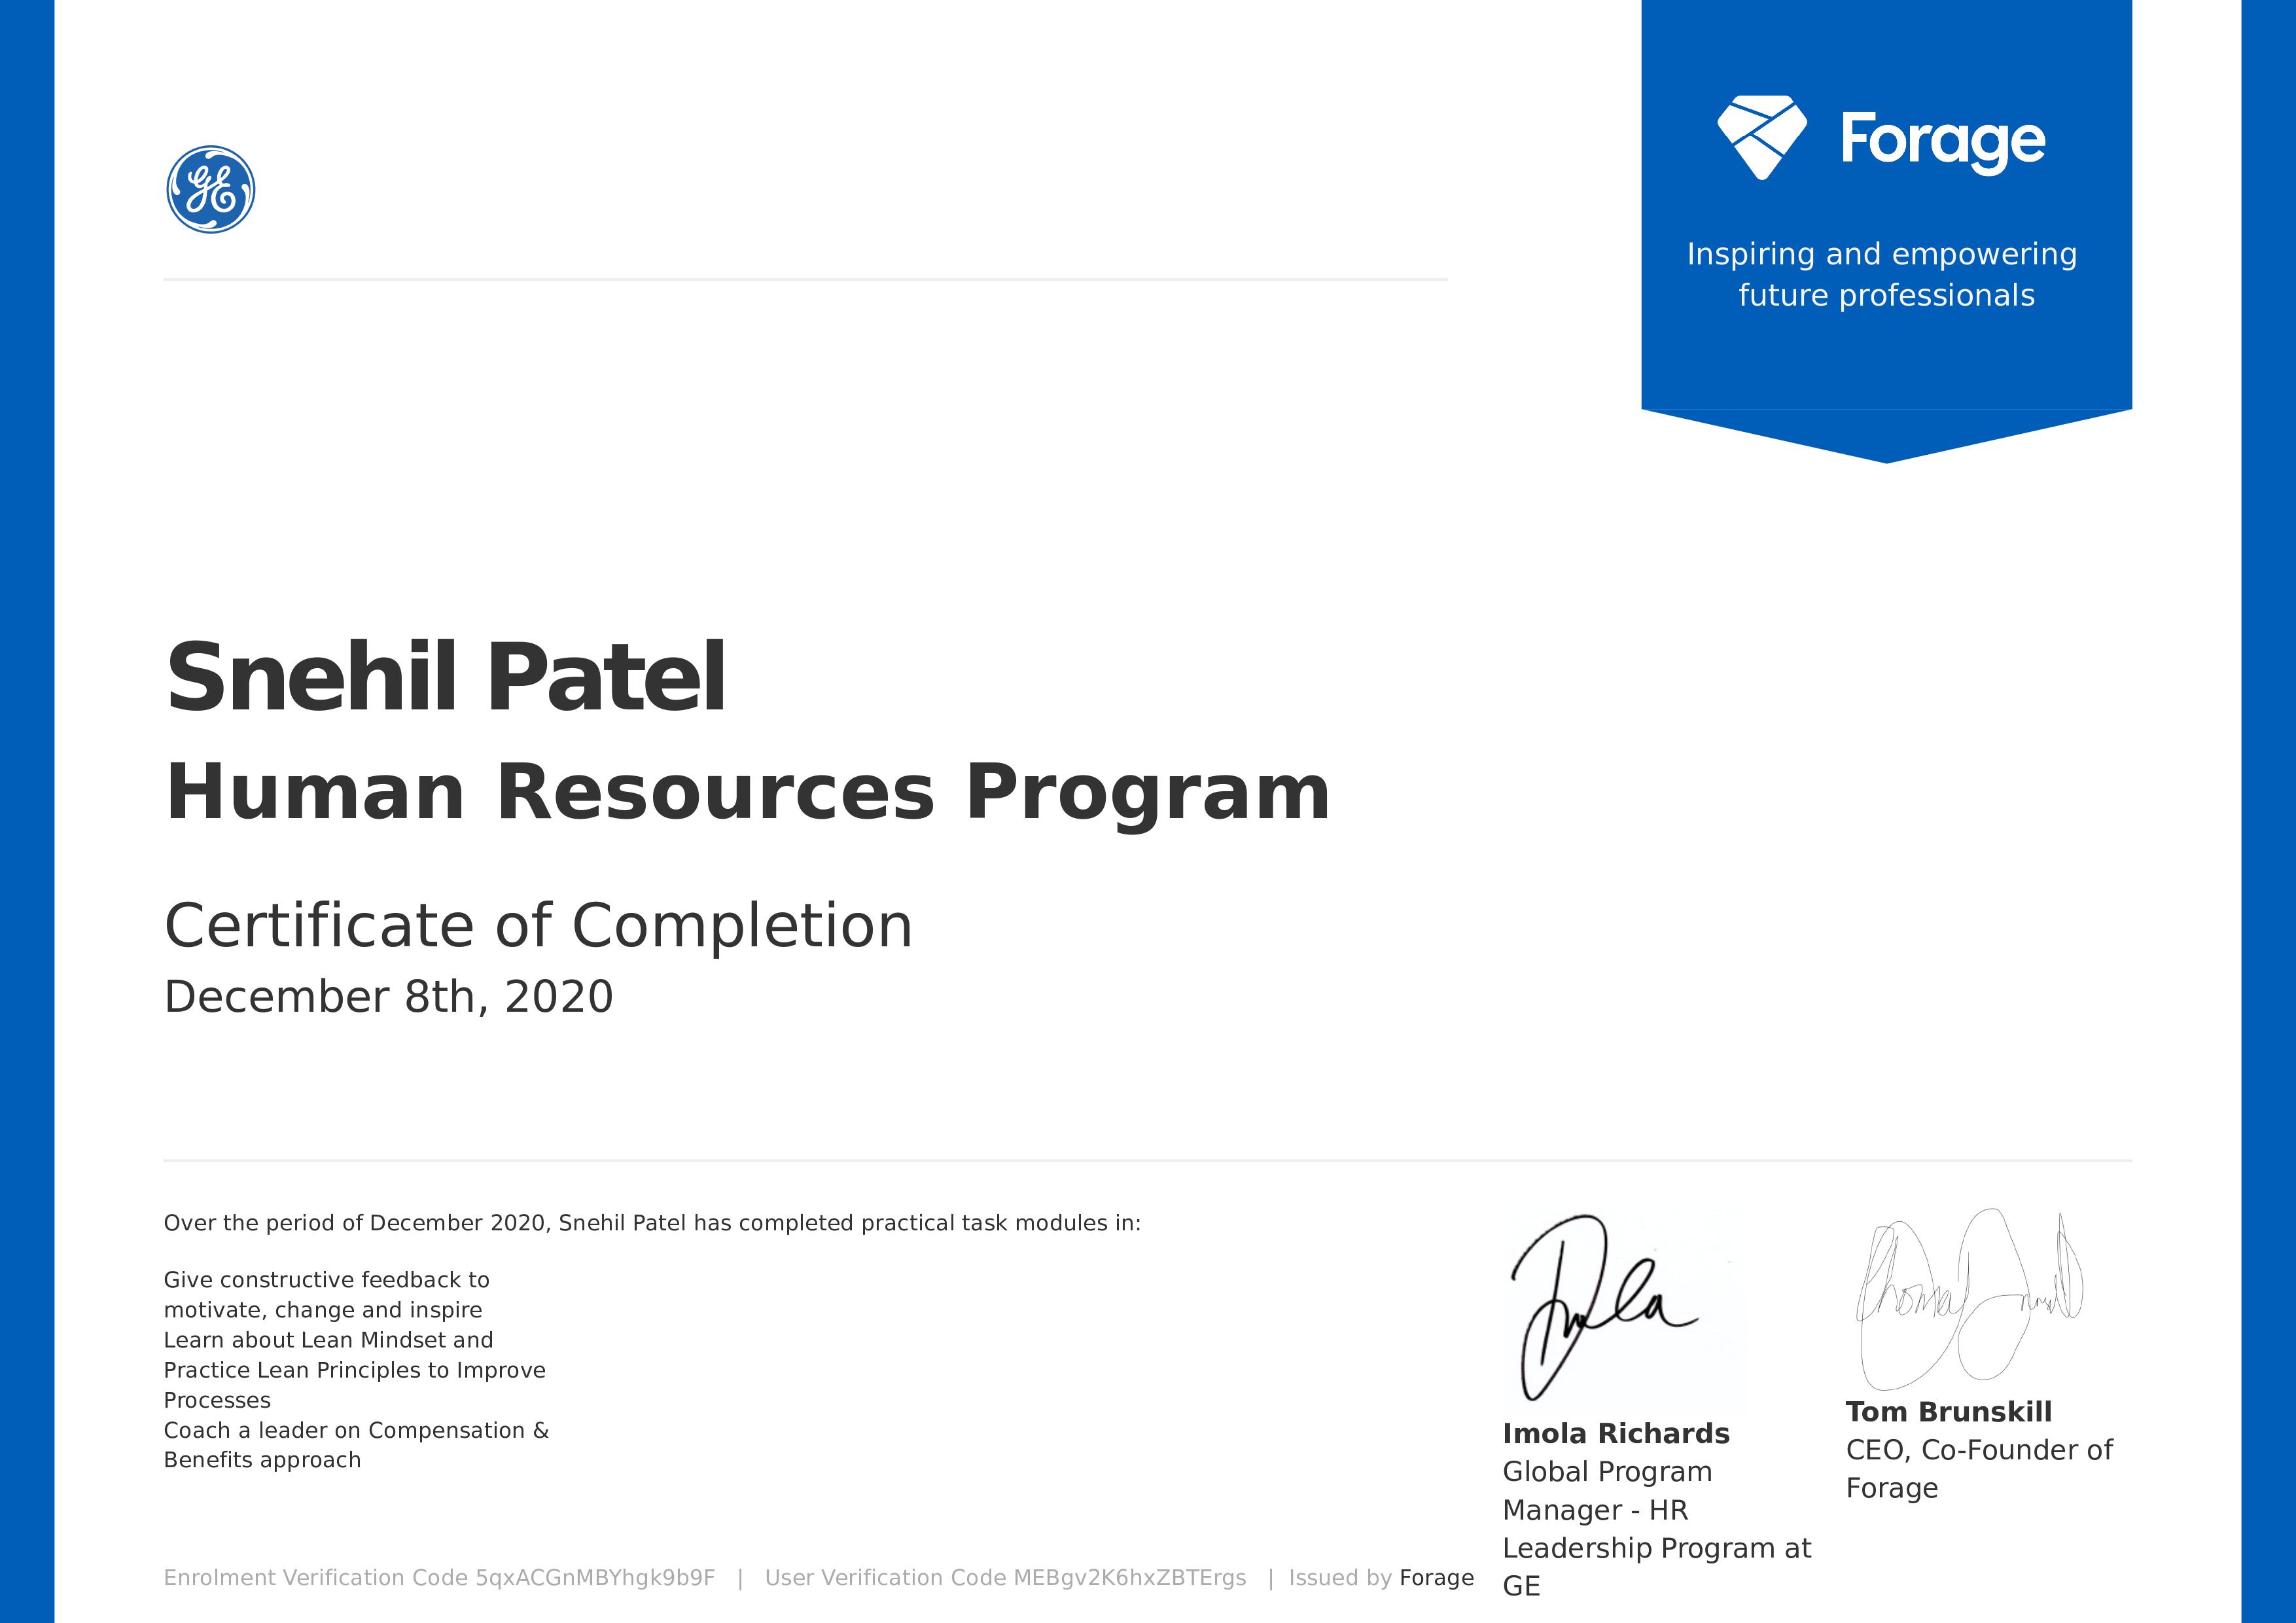 GE
Forage
Inspiring and empowering
future professionals
Snehil Patel
Human Resources Program
Certificate of Completion
December 8th, 2020
Over the period of December 2020, Snehil Patel has completed practical task modules in:
Give constructive feedback to
motivate, change and inspire
Learn about Lean Mindset and
Practice Lean Principles to Improve
Processes
Coach a leader on Compensation &
Benefits approach
Imola
Imola Richards
Global Program
Manager - HR
Leadership Program at
GE
Tom Brunskill
CEO, Co-Founder of
Forage
Enrolment Verification Code 5qxACGnMBYhgk9b9F | User Verification Code MEBgv2K6hxZBTErgs | Issued by Forage